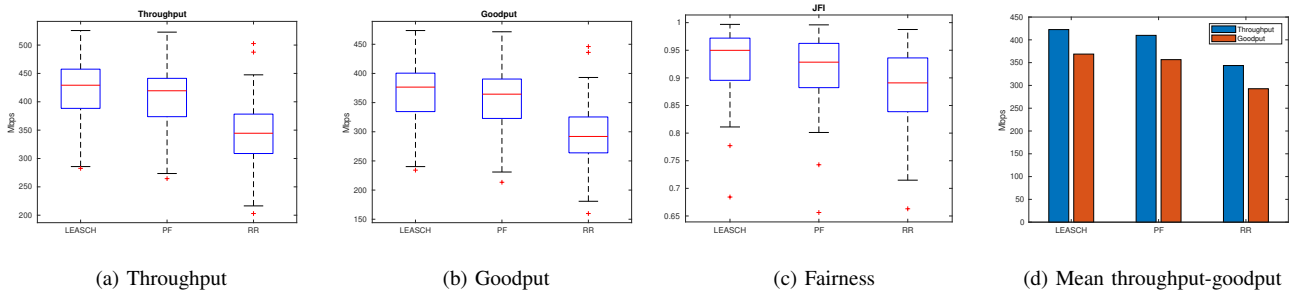 Throughput
500
450
400
350
300
250
200
Mbps
LEASCH PF RR
(a) Throughput
Goodput
450
400
350
300
250
200
150
Mbps
LEASCH PF RR
(b) Goodput
JFI
1
0.95
0.9
0.85
0.8
0.75
0.7
0.65
LEASCH PF RR
(c) Fairness
450
400
350
300
250
200
150
100
50
0
Mbps
Throughput
Goodput
LEASCH PF RR
(d) Mean throughput-goodput